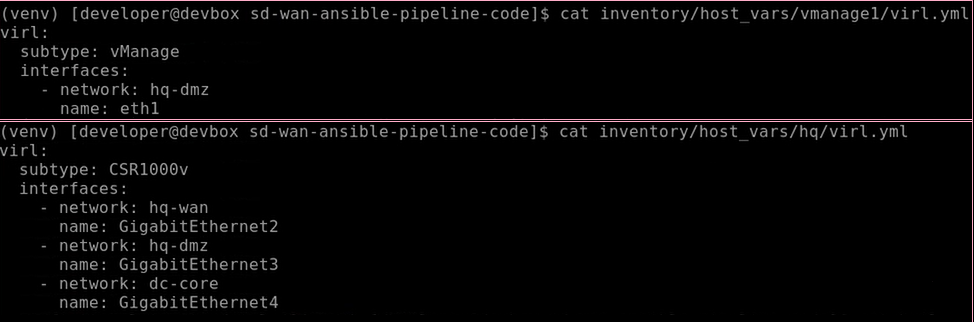 (venv) [developer@devbox sd-wan-ansible-pipeline-code]$ cat inventory/host_vars/vmanage1/virl.yml
virl:
  subtype: vManage
  interfaces:
    - network: hq-dmz
      name: eth1
(venv) [developer@devbox sd-wan-ansible-pipeline-code]$ cat inventory/host_vars/hq/virl.yml
virl:
  subtype: CSR1000v
  interfaces:
    - network: hq-wan
      name: GigabitEthernet2
    - network: hq-dmz
      name: GigabitEthernet3
    - network: dc-core
      name: GigabitEthernet4